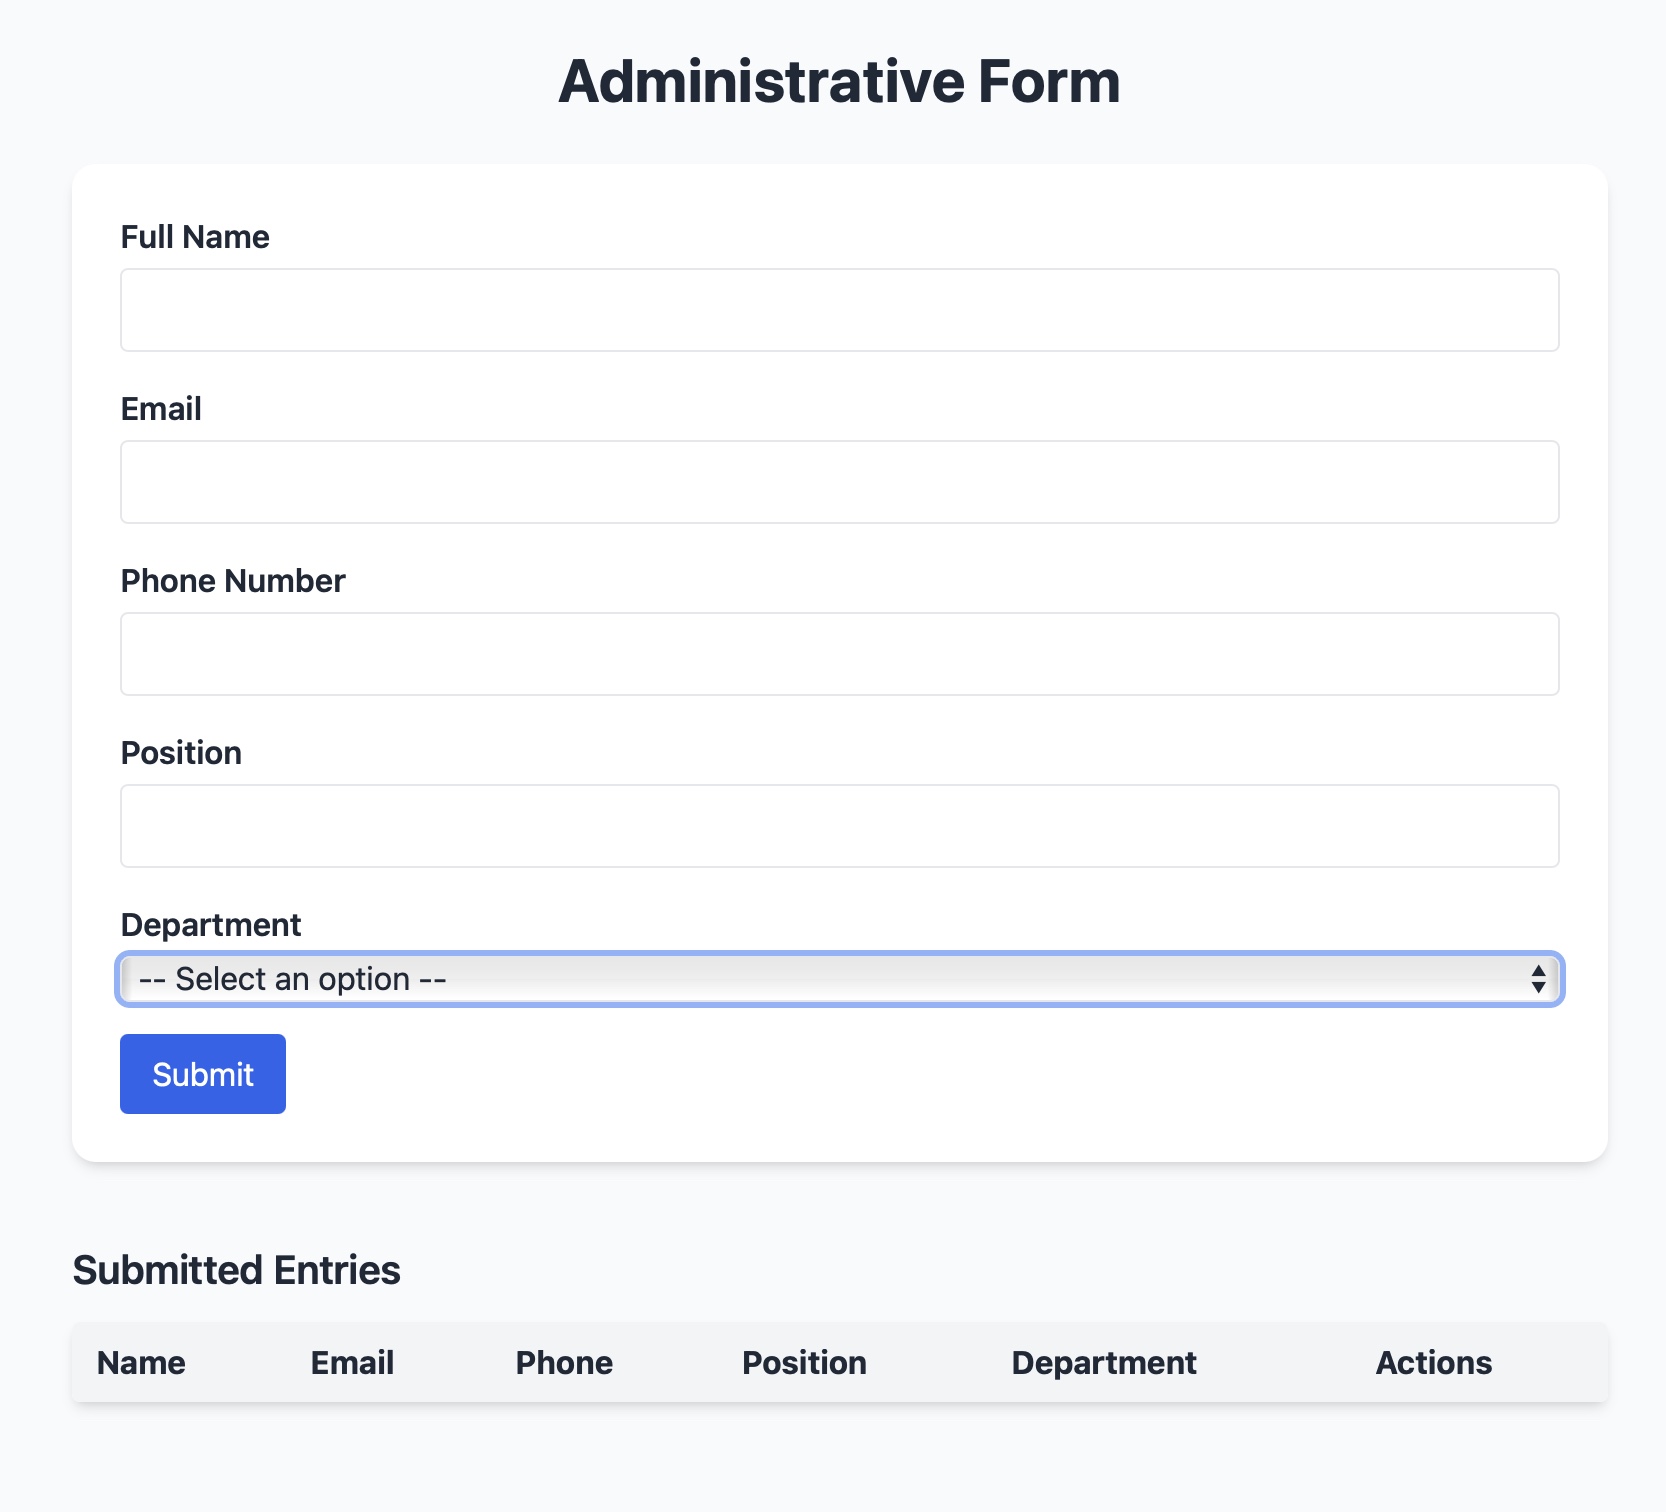 Administrative Form
Full Name
Email
Phone Number
Position
Department
-- Select an option --
Submit
Submitted Entries
Name Email Phone Position Department Actions